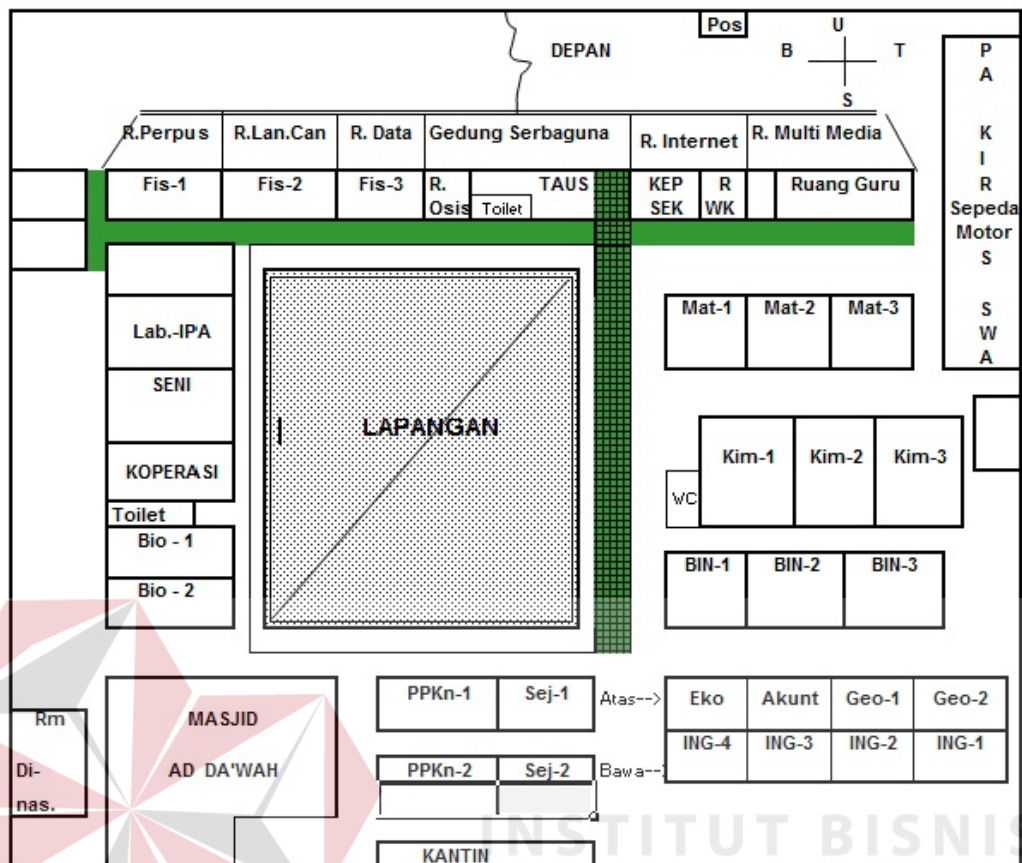 Pos
U
DEPAN
B
T
S
PA
K
I
R
Sepeda
Motor
S
S
W
A
R.Perpus
R.Lan.Can
R. Data
Gedung Serbaguna
R. Internet
R. Multi Media
Fis-1
Fis-2
Fis-3
R.
Osis
Toilet
TAUS
KEP
SEK
R
WK
Ruang Guru
Lab.-IPA
SENI
KOPERASI
Toilet
Bio - 1
Bio - 2
LAPANGAN
Mat-1
Mat-2
Mat-3
Kim-1
Kim-2
Kim-3
WC
BIN-1
BIN-2
BIN-3
Rm
Di-
nas.
MASJID
AD DA'WAH
PPKn-1
Sej-1
Atas-->
Eko
Akunt
Geo-1
Geo-2
ING-4
ING-3
ING-2
ING-1
PPKn-2
Sej-2
Bawa-->
KANTIN
INSTITUT BISNIS